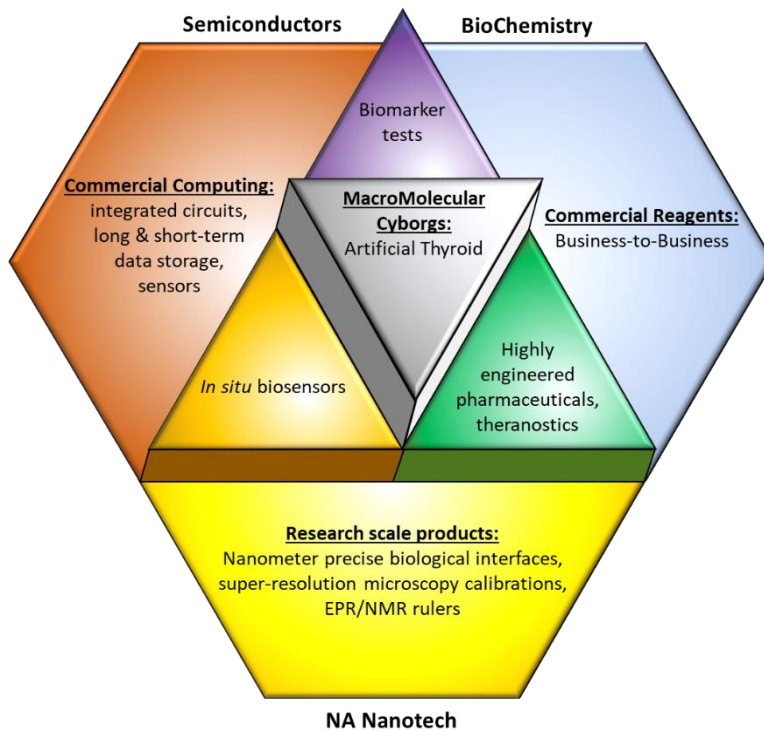 Semiconductors
BioChemistry
Biomarker
tests
Commercial Computing:
integrated circuits,
long & short-term
data storage,
sensors
MacroMolecular
Cyborgs:
Artificial Thyroid
Commercial Reagents:
Business-to-Business
In situ biosensors
Highly
engineered
pharmaceuticals,
theranostics
Research scale products:
Nanometer precise biological interfaces,
super-resolution microscopy calibrations,
EPR/NMR rulers
NA Nanotech